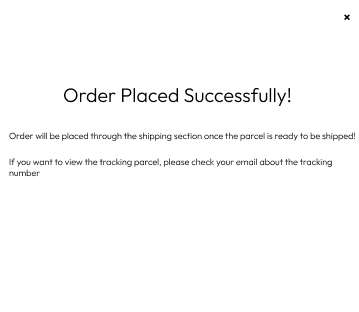 Order Placed Successfully!
Order will be placed through the shipping section once the parcel is ready to be shipped!
If you want to view the tracking parcel, please check your email about the tracking
number